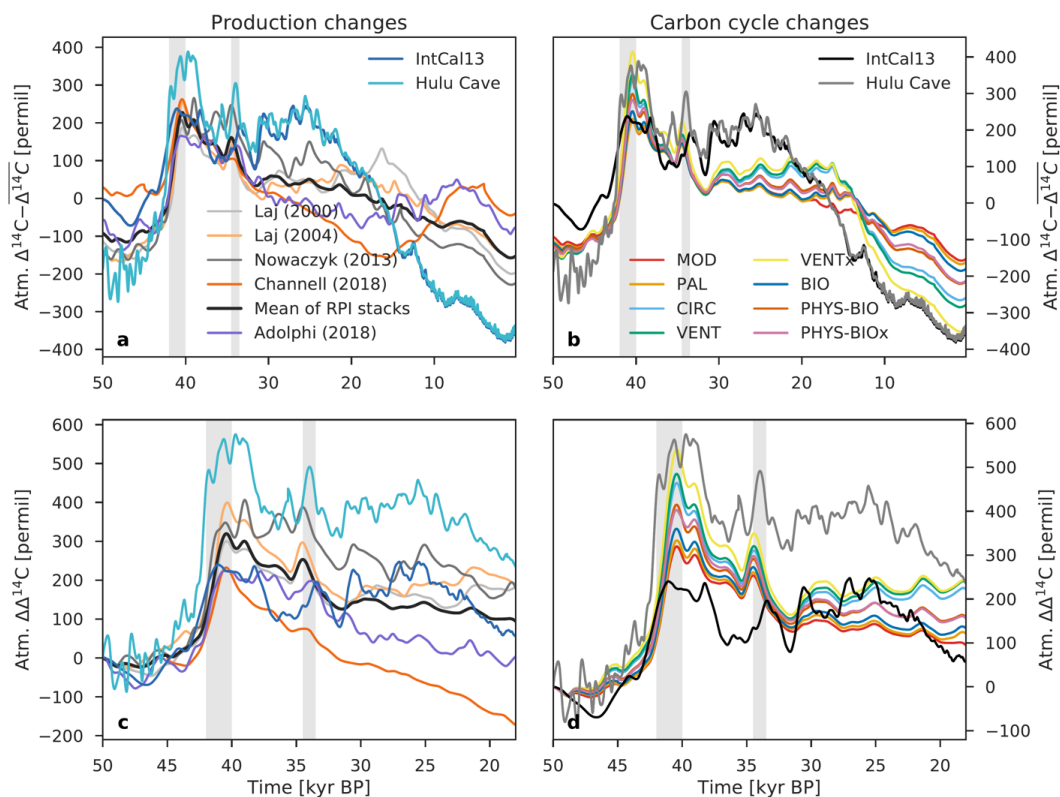 Production changes
Carbon cycle changes
Atm. Δ¹⁴C−Δ¹⁴C [permil]
400
300
200
100
0
−100
−200
−300
−400
IntCal13
Hulu Cave
Laj (2000)
Laj (2004)
Nowaczyk (2013)
Channell (2018)
Mean of RPI stacks
Adolphi (2018)
a
50
40
30
20
10
IntCal13
Hulu Cave
MOD
PAL
CIRC
VENT
VENTx
BIO
PHYS-BIO
PHYS-BIOx
b
50
40
30
20
10
400
300
200
100
0
−100
−200
−300
−400
Atm. Δ¹⁴C−Δ¹⁴C [permil]
Atm. ΔΔ¹⁴C [permil]
600
500
400
300
200
100
0
−100
−200
c
50
45
40
35
30
25
20
Time [kyr BP]
d
50
45
40
35
30
25
20
Time [kyr BP]
600
500
400
300
200
100
0
−100
Atm. ΔΔ¹⁴C [permil]